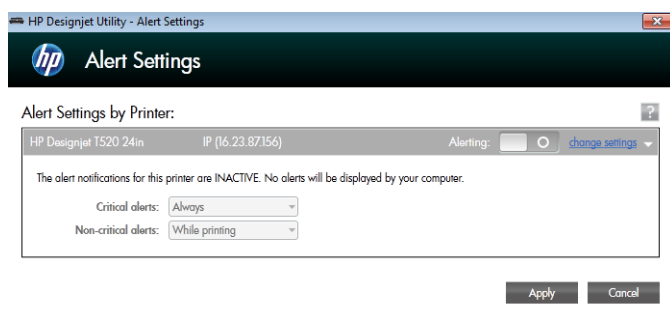 HP Designjet Utility - Alert Settings
hp Alert Settings
Alert Settings by Printer: ?
HP Designjet T520 24in IP (16.23.87.156) Alerting: O change settings
The alert notifications for this printer are INACTIVE. No alerts will be displayed by your computer.
Critical alerts: Always
Non-critical alerts: While printing
Apply Cancel